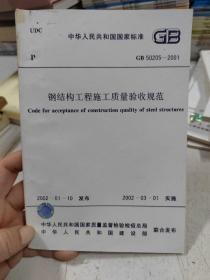 UDC
中华人民共和国国家标准
GB
P
GB 50205-2001
钢结构工程施工质量验收规范
Code for acceptance of construction quality of steel structures
2002-01-10 发布 2002-03-01 实施
中华人民共和国国家质量监督检验检疫总局
中华人民共和国建设部
联合发布